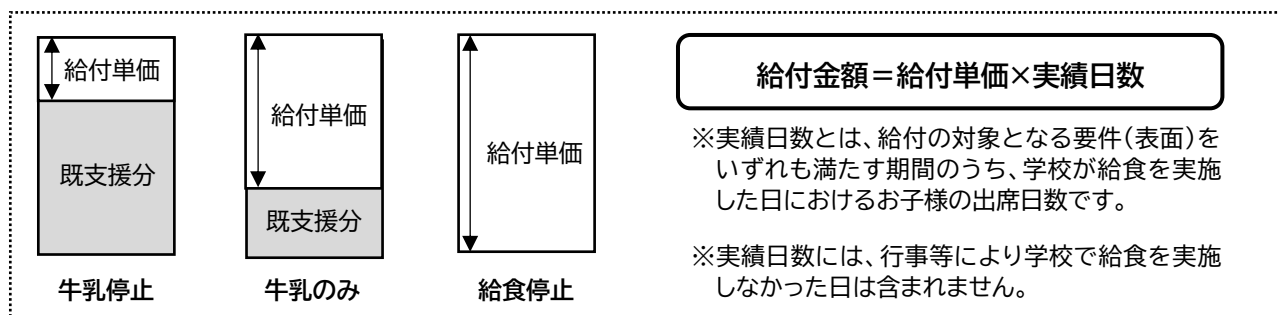 給付単価
既支援分
牛乳停止
給付単価
既支援分
牛乳のみ
給付単価
給食停止
給付金額＝給付単価×実績日数
※実績日数とは、給付の対象となる要件(表面)を
いずれも満たす期間のうち、学校が給食を実施
した日におけるお子様の出席日数です。
※実績日数には、行事等により学校で給食を実施
しなかった日は含まれません。